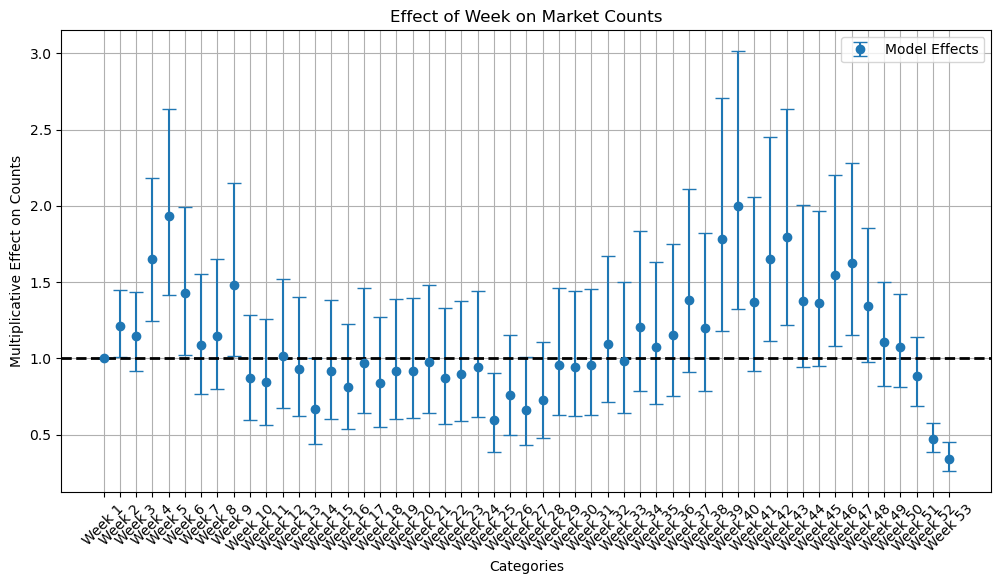 Effect of Week on Market Counts
Model Effects
Multiplicative Effect on Counts
3.0
2.5
2.0
1.5
1.0
0.5
Week 1
Week 2
Week 3
Week 4
Week 5
Week 6
Week 7
Week 8
Week 9
Week 10
Week 11
Week 12
Week 13
Week 14
Week 15
Week 16
Week 17
Week 18
Week 19
Week 20
Week 21
Week 22
Week 23
Week 24
Week 25
Week 26
Week 27
Week 28
Week 29
Week 30
Week 31
Week 32
Week 33
Week 34
Week 35
Week 36
Week 37
Week 38
Week 39
Week 40
Week 41
Week 42
Week 43
Week 44
Week 45
Week 46
Week 47
Week 48
Week 49
Week 50
Week 51
Week 52
Week 53
Categories